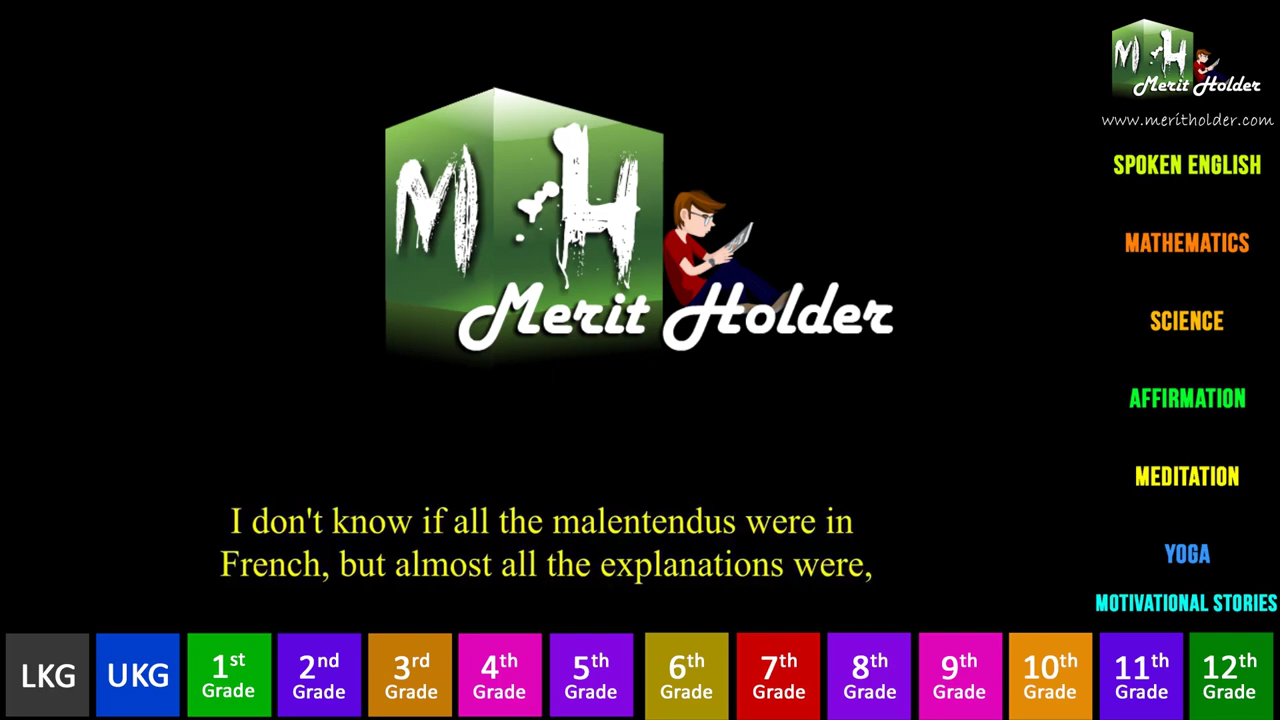 M H
Merit Holder
www.meritholder.com
SPOKEN ENGLISH
MATHEMATICS
SCIENCE
AFFIRMATION
MEDITATION
YOGA
MOTIVATIONAL STORIES
M H
Merit Holder
I don't know if all the malentendus were in
French, but almost all the explanations were,
LKG
UKG
1st Grade
2nd Grade
3rd Grade
4th Grade
5th Grade
6th Grade
7th Grade
8th Grade
9th Grade
10th Grade
11th Grade
12th Grade